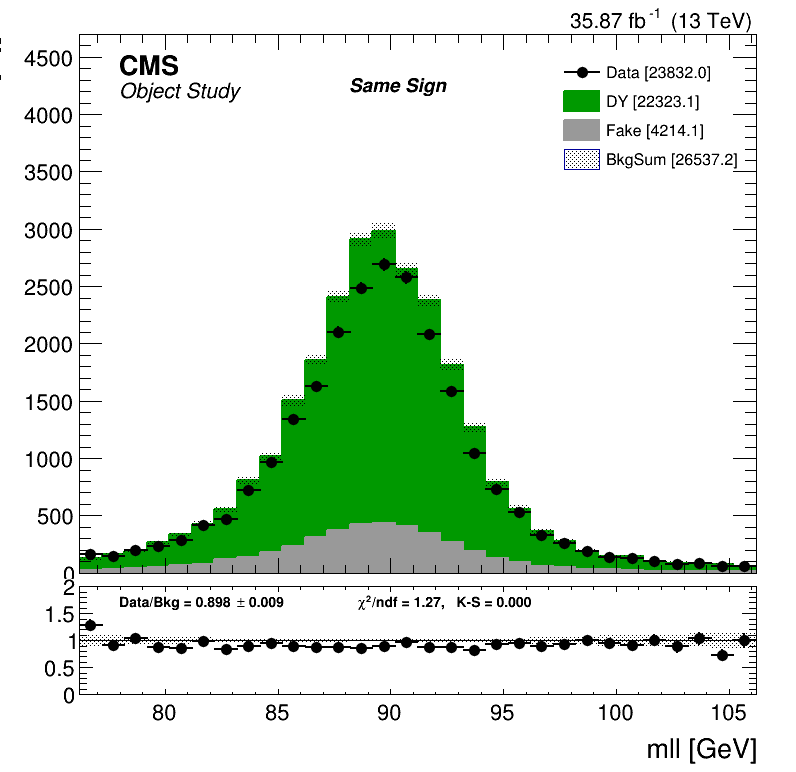 35.87 fb⁻¹ (13 TeV)
CMS
Object Study
Same Sign
Data [23832.0]
DY [22323.1]
Fake [4214.1]
BkgSum [26537.2]
4500
4000
3500
3000
2500
2000
1500
1000
500
0
Data/Bkg = 0.898 ± 0.009
χ²/ndf = 1.27, K-S = 0.000
2
1.5
1
0.5
0
80 85 90 95 100 105
mll [GeV]